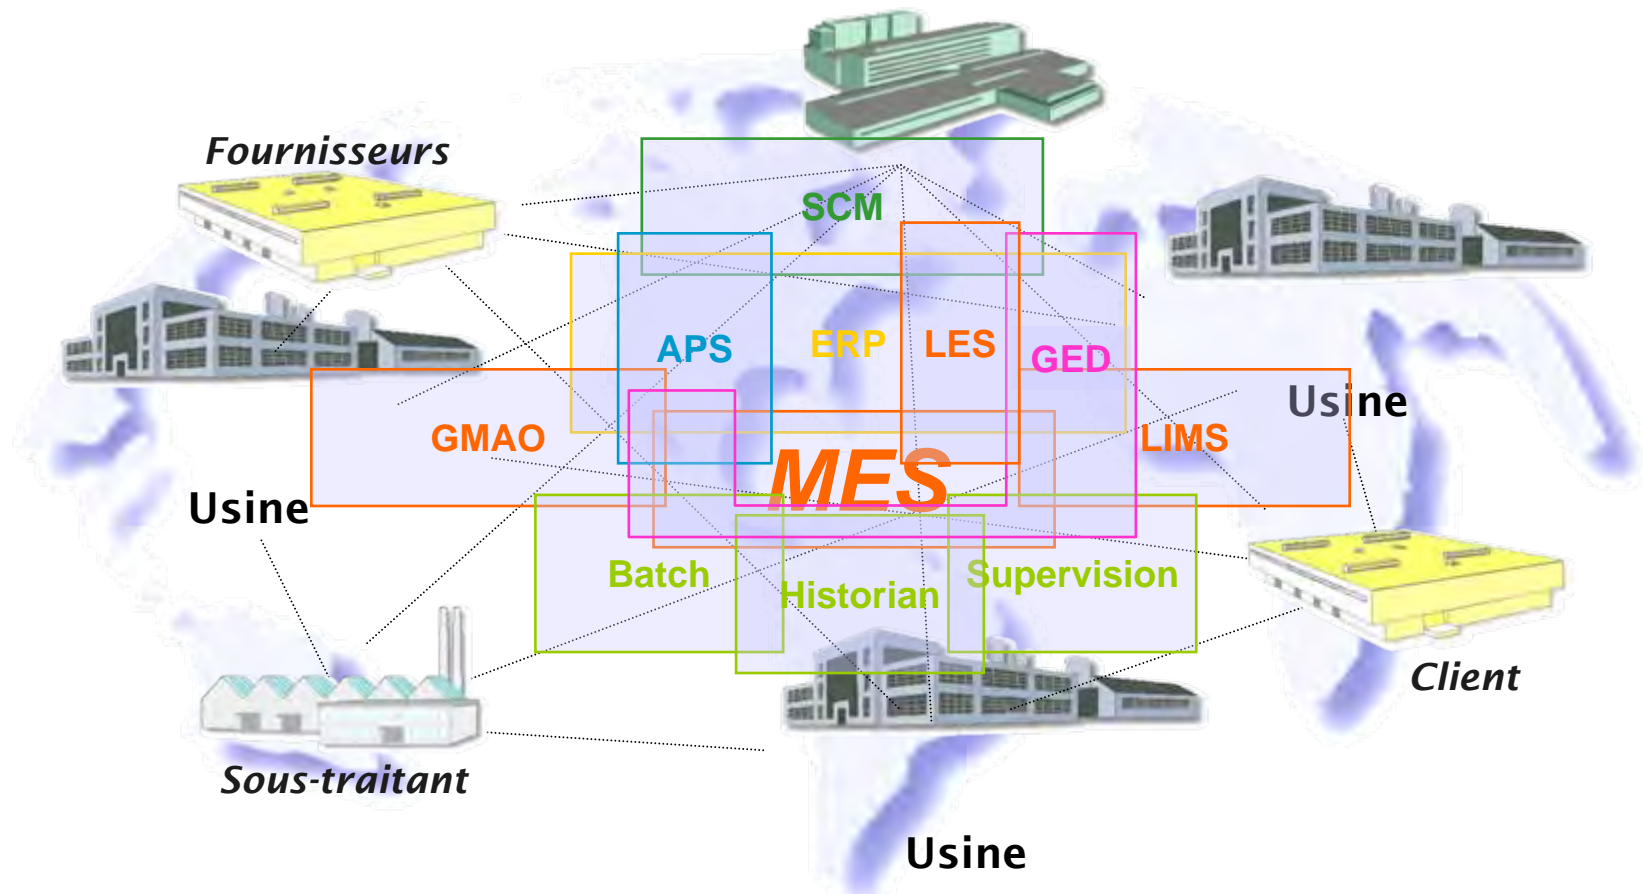 Fournisseurs
SCM
APS
ERP
LES
GED
Usine
GMAO
MES
LIMS
Usine
Batch
Historian
Supervision
Client
Sous-traitant
Usine